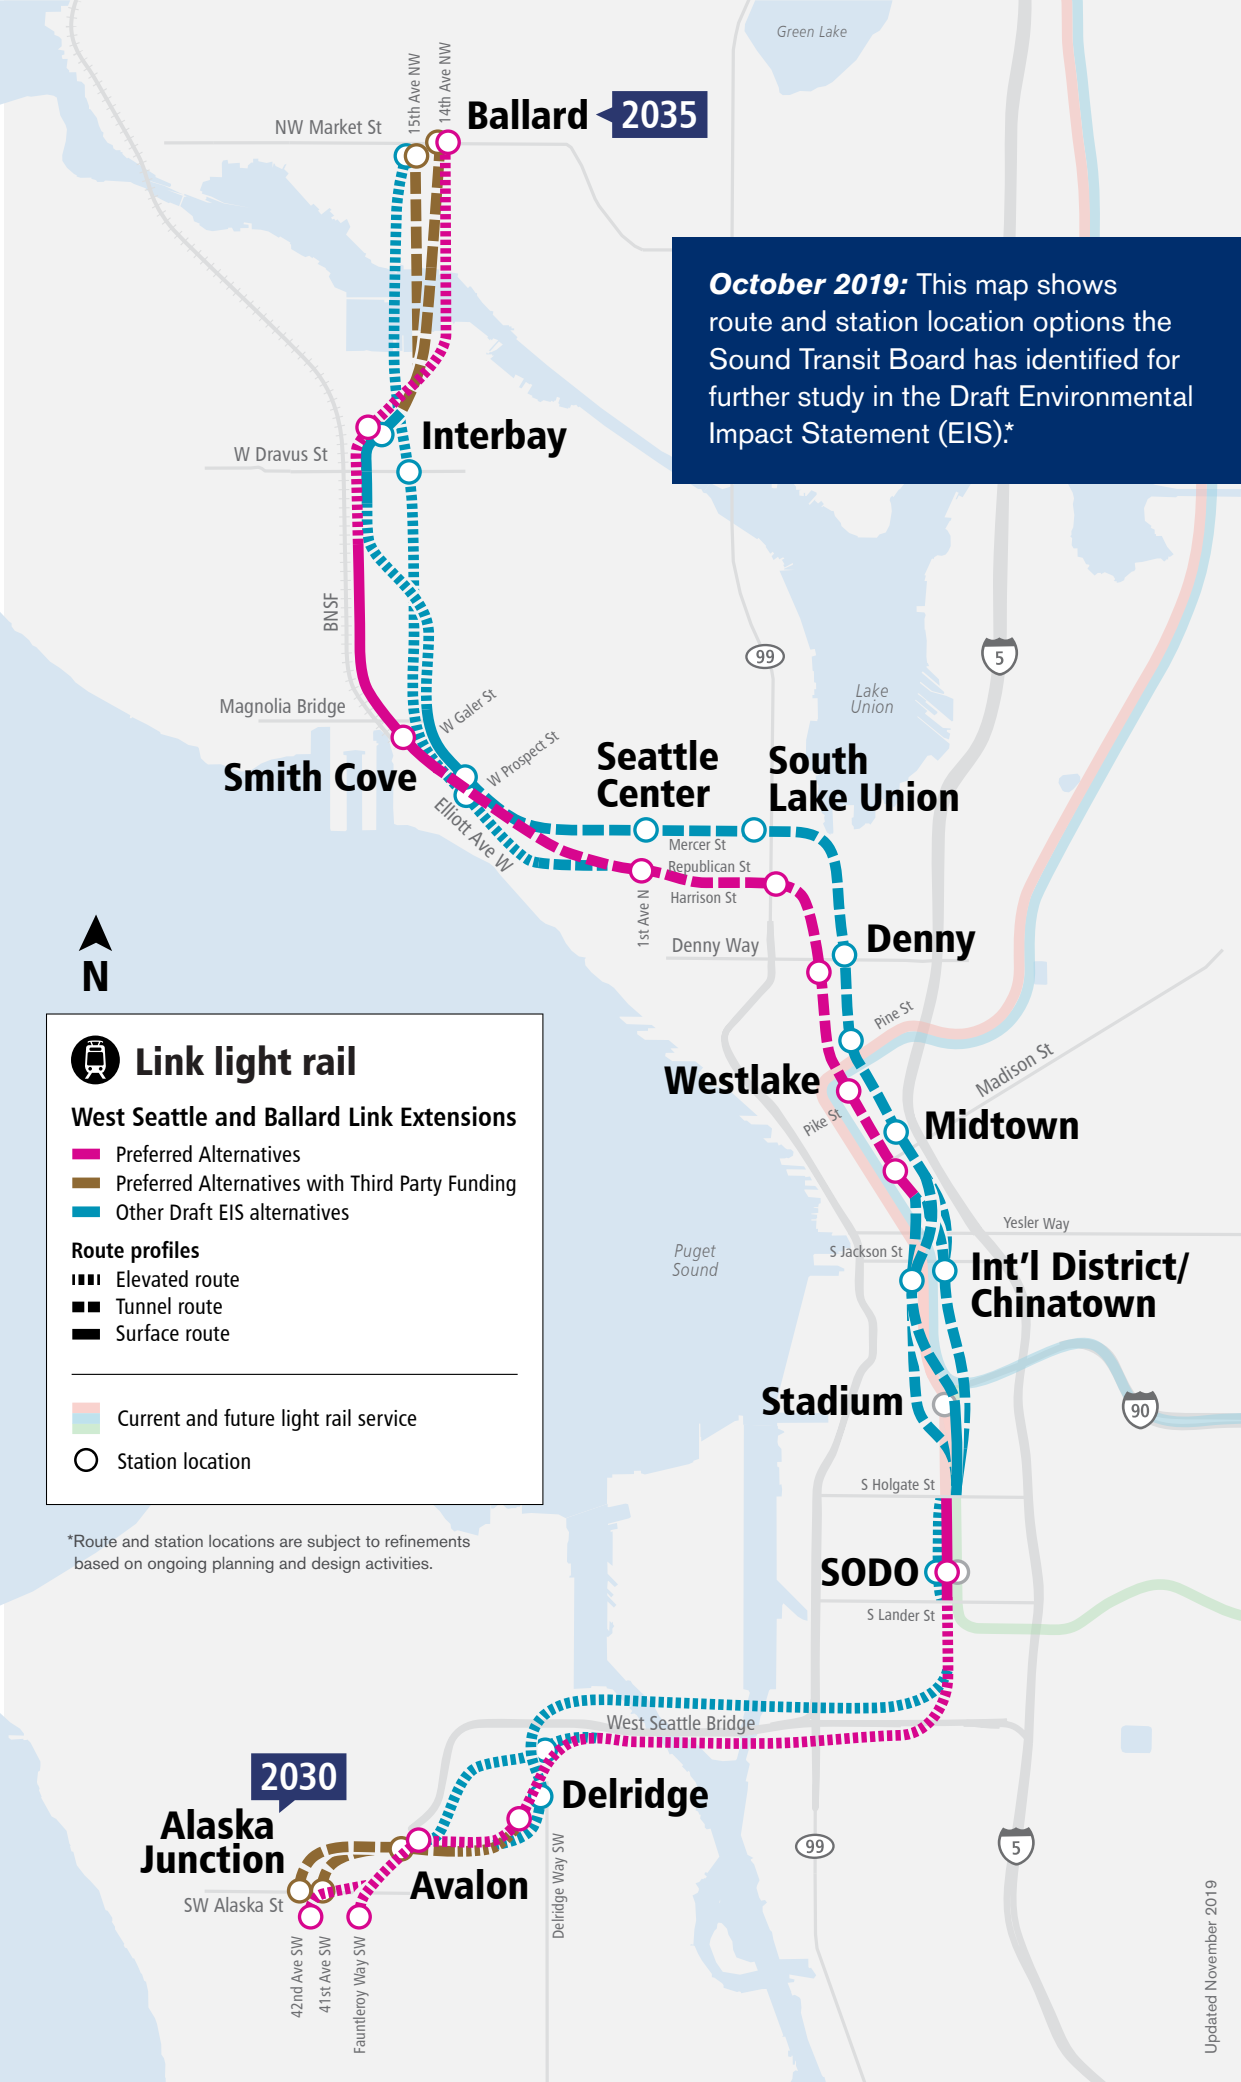 Green Lake
15th Ave NW
14th Ave NW
Ballard
2035
NW Market St
October 2019: This map shows
route and station location options the
Sound Transit Board has identified for
further study in the Draft Environmental
Impact Statement (EIS).*
Interbay
W Dravus St
BNSF
99
5
Lake
Union
Magnolia Bridge
W Galer St
W Prospect St
Smith Cove
Elliott Ave W
Seattle
Center
South
Lake Union
Mercer St
Republican St
Harrison St
1st Ave N
Denny Way
Denny
N
Pine St
Madison St
Westlake
Pike St
Midtown
Link light rail
West Seattle and Ballard Link Extensions
Preferred Alternatives
Preferred Alternatives with Third Party Funding
Other Draft EIS alternatives
Route profiles
Elevated route
Tunnel route
Surface route
Current and future light rail service
Station location
*Route and station locations are subject to refinements
based on ongoing planning and design activities.
Puget
Sound
Yesler Way
S Jackson St
Int'l District/
Chinatown
Stadium
90
S Holgate St
SODO
S Lander St
West Seattle Bridge
2030
Alaska
Junction
Delridge
Avalon
SW Alaska St
42nd Ave SW
41st Ave SW
Fauntleroy Way SW
Delridge Way SW
99
5
Updated November 2019